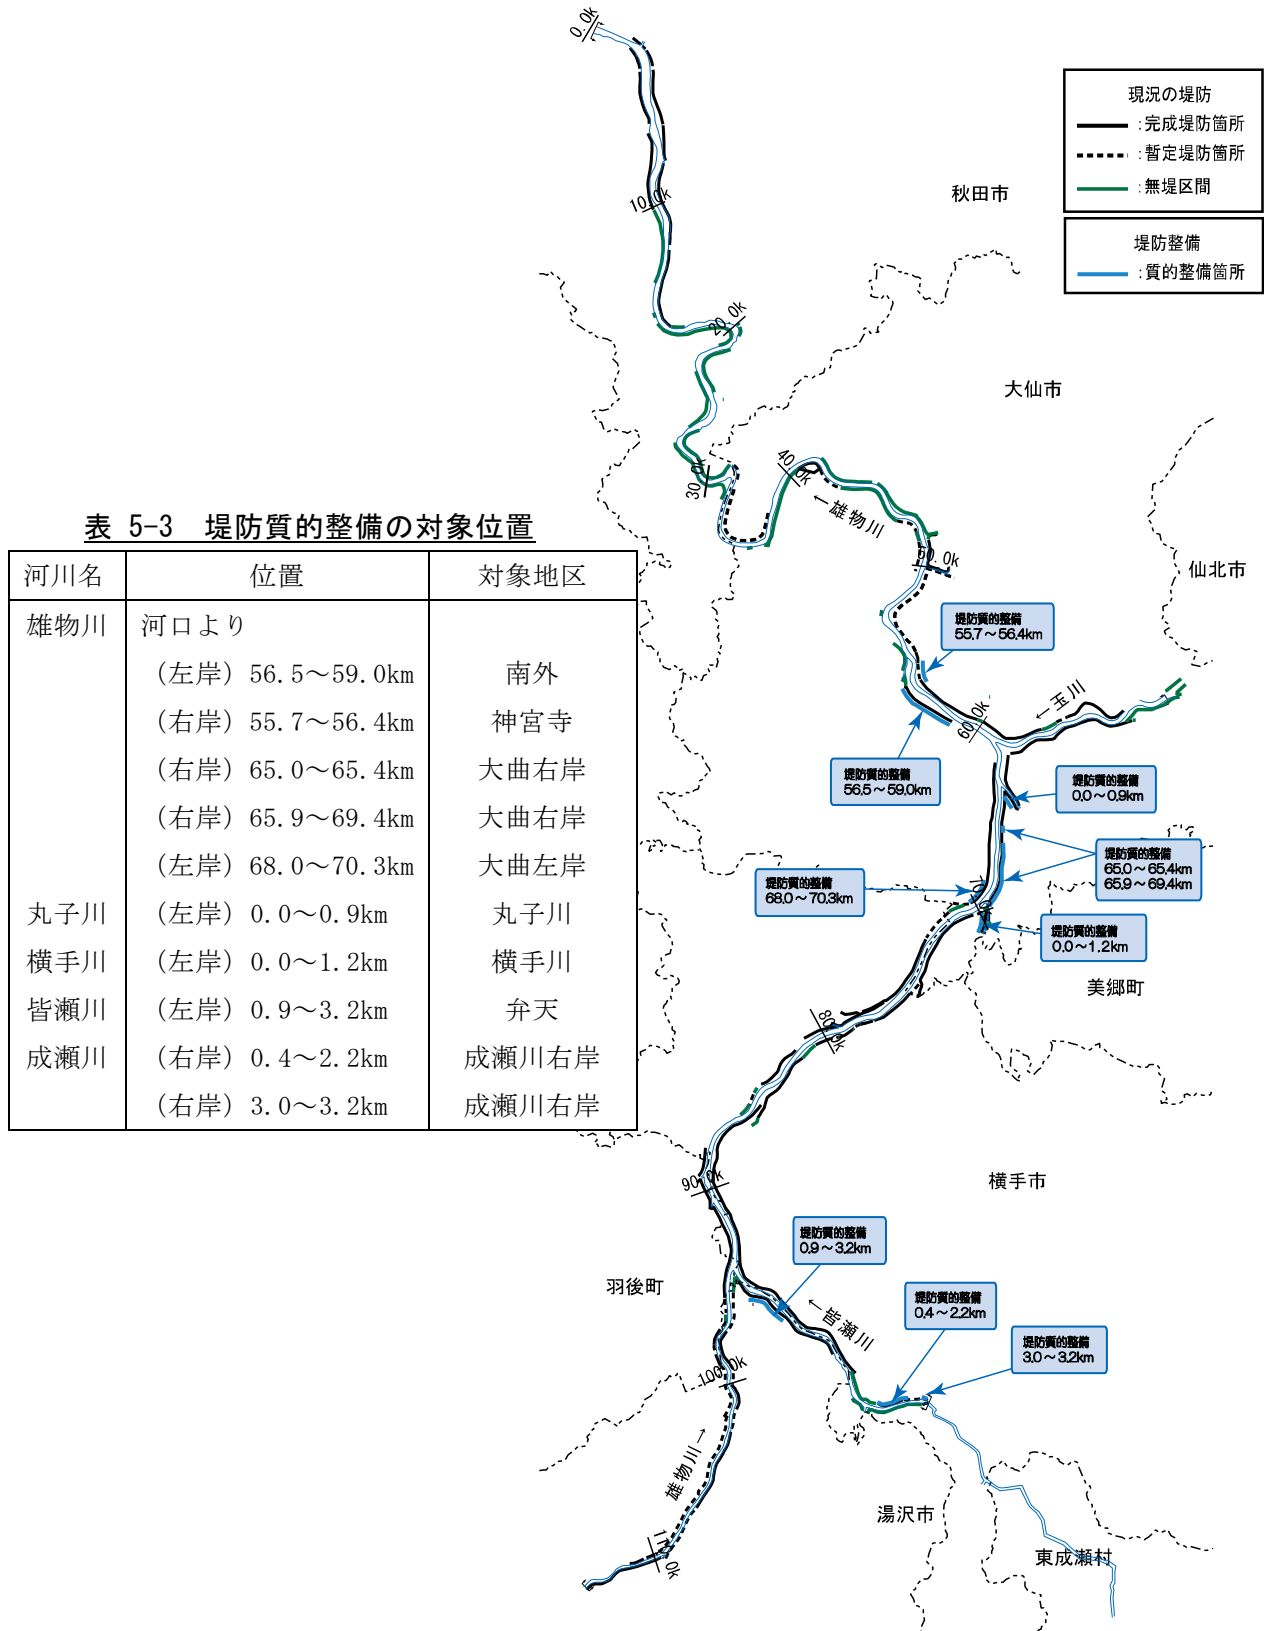 0.0k
現況の堤防
:完成堤防箇所
:暫定堤防箇所
:無堤区間
堤防整備
:質的整備箇所
秋田市
10.0k
20.0k
大仙市
30.0k
40.0k
←雄物川
50.0k
仙北市
表 5-3 堤防質的整備の対象位置
河川名 位置 対象地区
雄物川 河口より
(左岸) 56.5～59.0km 南外
(右岸) 55.7～56.4km 神宮寺
(右岸) 65.0～65.4km 大曲右岸
(右岸) 65.9～69.4km 大曲右岸
(左岸) 68.0～70.3km 大曲左岸
丸子川 (左岸) 0.0～0.9km 丸子川
横手川 (左岸) 0.0～1.2km 横手川
皆瀬川 (左岸) 0.9～3.2km 弁天
成瀬川 (右岸) 0.4～2.2km 成瀬川右岸
(右岸) 3.0～3.2km 成瀬川右岸
堤防質的整備
55.7～56.4km
←玉川
60.0k
堤防質的整備
56.5～59.0km
堤防質的整備
0.0～0.9km
堤防質的整備
65.0～65.4km
65.9～69.4km
堤防質的整備
68.0～70.3km
70.0k
堤防質的整備
0.0～1.2km
美郷町
80.0k
横手市
90.0k
堤防質的整備
0.9～3.2km
羽後町
←皆瀬川
堤防質的整備
0.4～2.2km
堤防質的整備
3.0～3.2km
100.0k
雄物川→
湯沢市
東成瀬村
110.0k